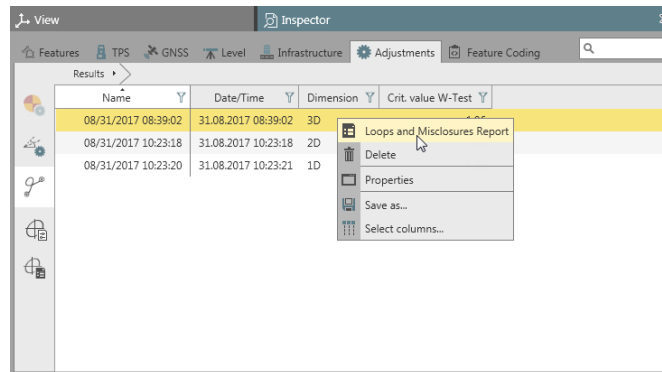 View
Inspector
Features TPS GNSS Level Infrastructure Adjustments Feature Coding
Results
Name Date/Time Dimension Crit. value W-Test
08/31/2017 08:39:02 31.08.2017 08:39:02 3D
08/31/2017 10:23:18 31.08.2017 10:23:18 2D
08/31/2017 10:23:20 31.08.2017 10:23:21 1D
Loops and Misclosures Report
Delete
Properties
Save as...
Select columns...